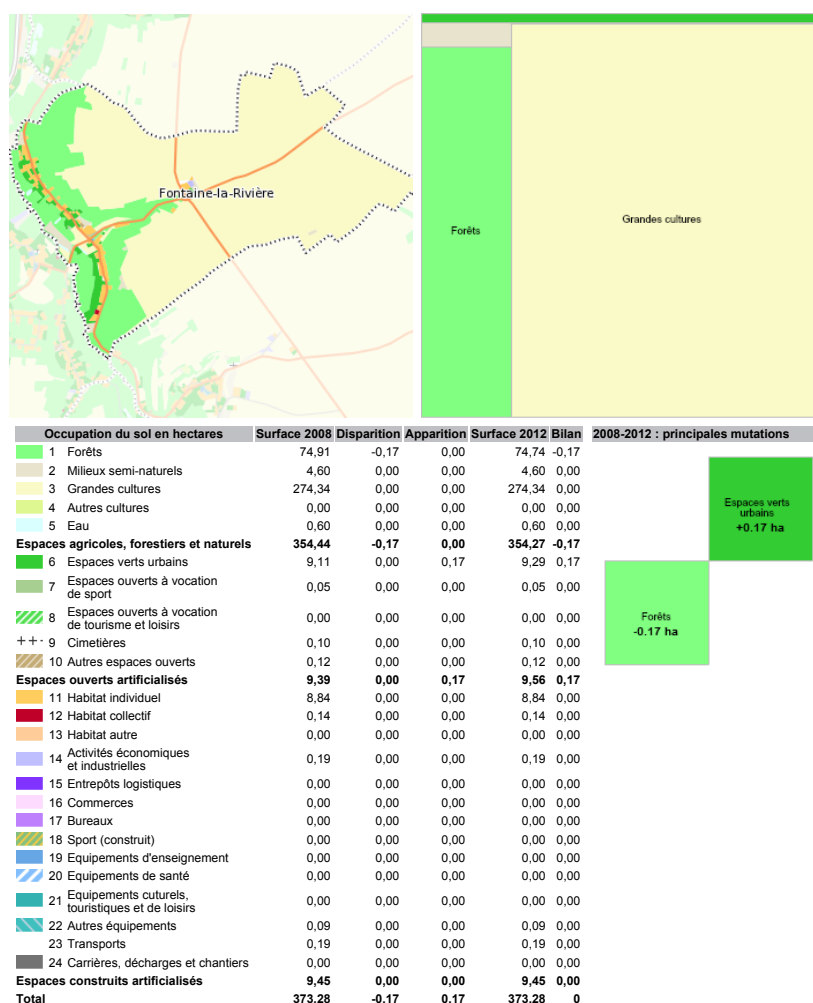 Fontaine-la-Rivière
Forêts
Grandes cultures
Occupation du sol en hectares Surface 2008 Disparition Apparition Surface 2012 Bilan 2008-2012 : principales mutations
1 Forêts 74,91 -0,17 0,00 74,74 -0,17
2 Milieux semi-naturels 4,60 0,00 0,00 4,60 0,00
3 Grandes cultures 274,34 0,00 0,00 274,34 0,00
4 Autres cultures 0,00 0,00 0,00 0,00 0,00
5 Eau 0,60 0,00 0,00 0,60 0,00
Espaces agricoles, forestiers et naturels 354,44 -0,17 0,00 354,27 -0,17
6 Espaces verts urbains 9,11 0,00 0,17 9,29 0,17
7 Espaces ouverts à vocation
de sport 0,05 0,00 0,00 0,05 0,00
8 Espaces ouverts à vocation
de tourisme et loisirs 0,00 0,00 0,00 0,00 0,00
9 Cimetières 0,10 0,00 0,00 0,10 0,00
10 Autres espaces ouverts 0,12 0,00 0,00 0,12 0,00
Espaces ouverts artificialisés 9,39 0,00 0,17 9,56 0,17
11 Habitat individuel 8,84 0,00 0,00 8,84 0,00
12 Habitat collectif 0,14 0,00 0,00 0,14 0,00
13 Habitat autre 0,00 0,00 0,00 0,00 0,00
14 Activités économiques
et industrielles 0,19 0,00 0,00 0,19 0,00
15 Entrepôts logistiques 0,00 0,00 0,00 0,00 0,00
16 Commerces 0,00 0,00 0,00 0,00 0,00
17 Bureaux 0,00 0,00 0,00 0,00 0,00
18 Sport (construit) 0,00 0,00 0,00 0,00 0,00
19 Equipements d'enseignement 0,00 0,00 0,00 0,00 0,00
20 Equipements de santé 0,00 0,00 0,00 0,00 0,00
21 Equipements cuturels,
touristiques et de loisirs 0,00 0,00 0,00 0,00 0,00
22 Autres équipements 0,09 0,00 0,00 0,09 0,00
23 Transports 0,19 0,00 0,00 0,19 0,00
24 Carrières, décharges et chantiers 0,00 0,00 0,00 0,00 0,00
Espaces construits artificialisés 9,45 0,00 0,00 9,45 0,00
Total 373,28 -0,17 0,17 373,28 0
Espaces verts
urbains
+0.17 ha
Forêts
-0.17 ha